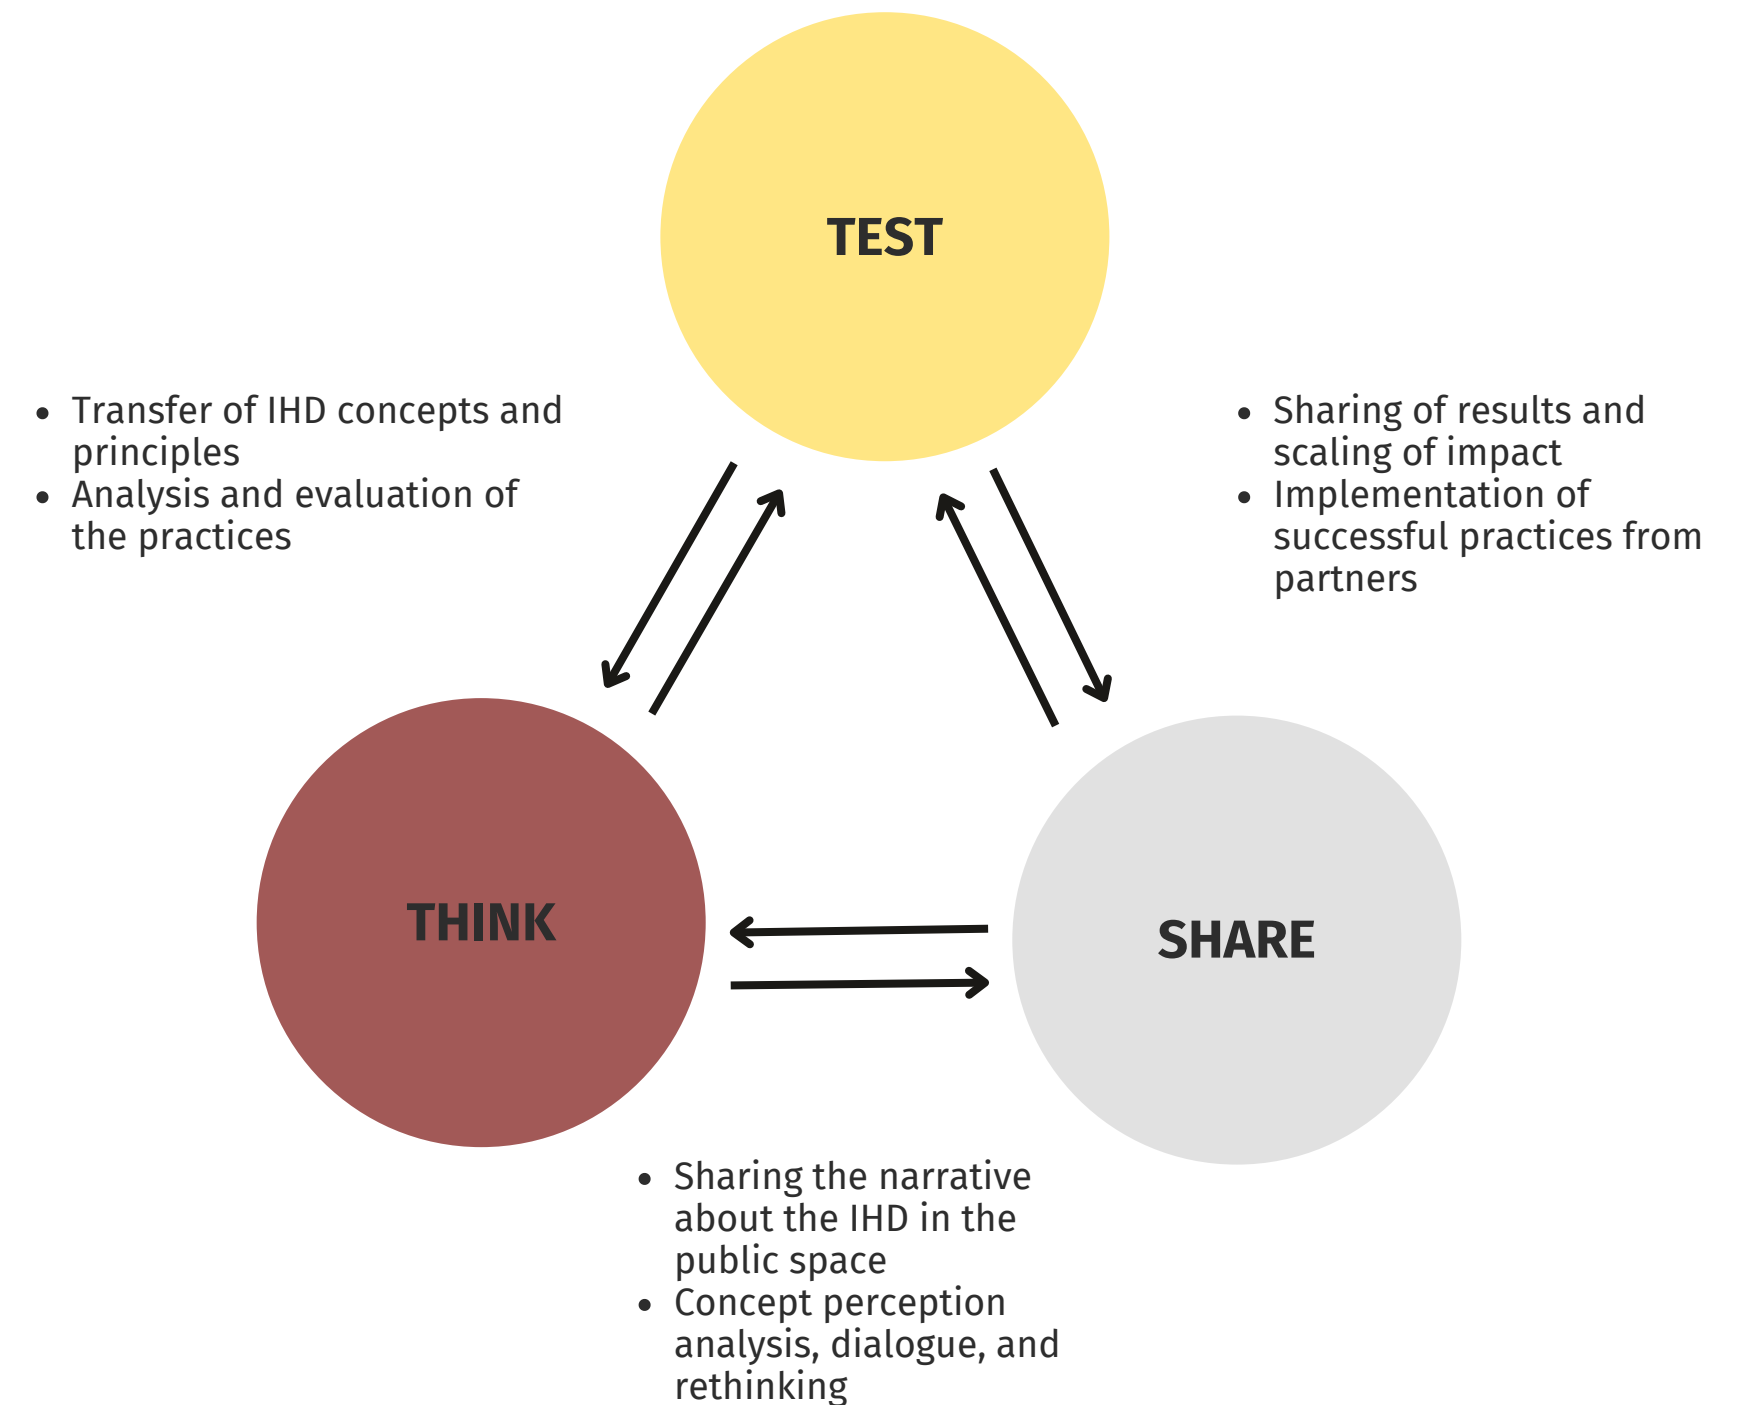 TEST
• Transfer of IHD concepts and
principles
• Analysis and evaluation of
the practices
• Sharing of results and
scaling of impact
• Implementation of
successful practices from
partners
THINK
SHARE
• Sharing the narrative
about the IHD in the
public space
• Concept perception
analysis, dialogue, and
rethinking